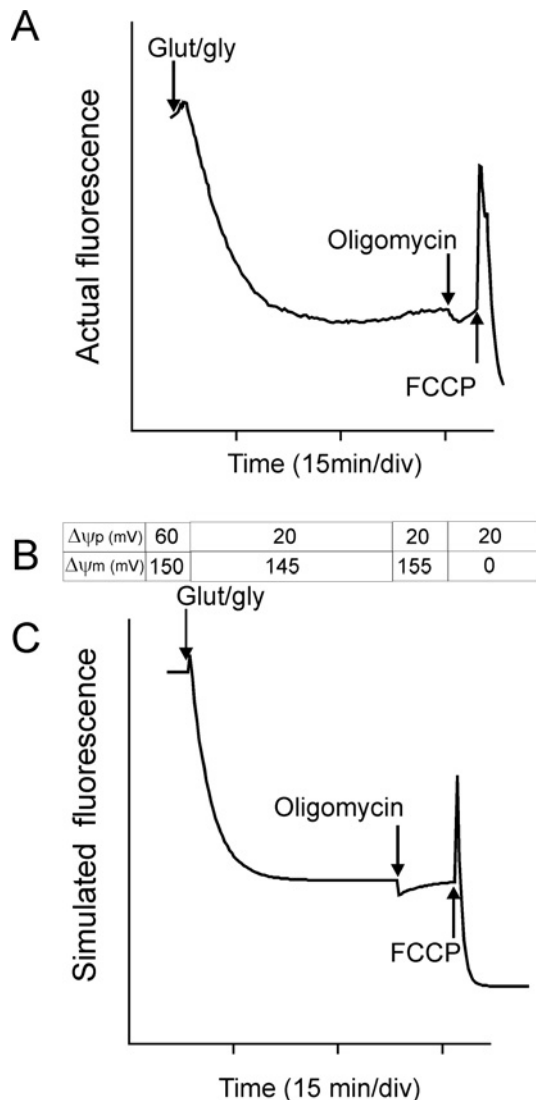 A
Glut/gly
Actual fluorescence
Oligomycin
FCCP
Time (15min/div)
B
Δψp (mV) 60 20 20 20
Δψm (mV) 150 145 155 0
C
Glut/gly
Simulated fluorescence
Oligomycin
FCCP
Time (15 min/div)